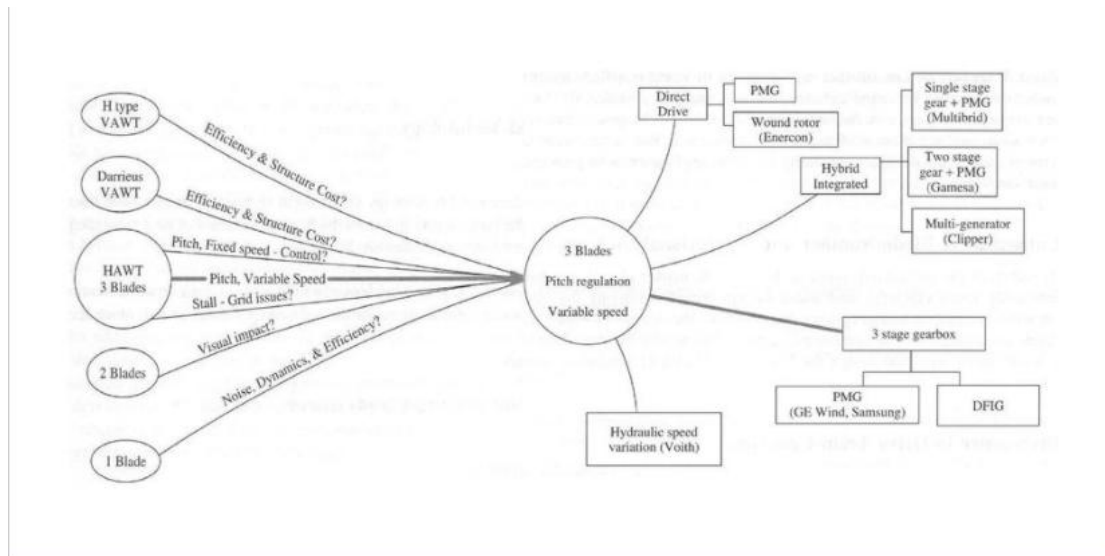 H type
VAWT
Darrieus
VAWT
HAWT
3 Blades
2 Blades
1 Blade
Efficiency & Structure Cost?
Efficiency & Structure Cost?
Pitch, Fixed speed - Control?
Pitch, Variable Speed
Stall - Grid issues?
Visual impact?
Noise, Dynamics, & Efficiency?
3 Blades
Pitch regulation
Variable speed
Direct
Drive
PMG
Wound rotor
(Enercon)
Hybrid
Integrated
Single stage
gear + PMG
(Multibrid)
Two stage
gear + PMG
(Gamesa)
Multi-generator
(Clipper)
3 stage gearbox
PMG
(GE Wind, Samsung)
DFIG
Hydraulic speed
variation (Voith)